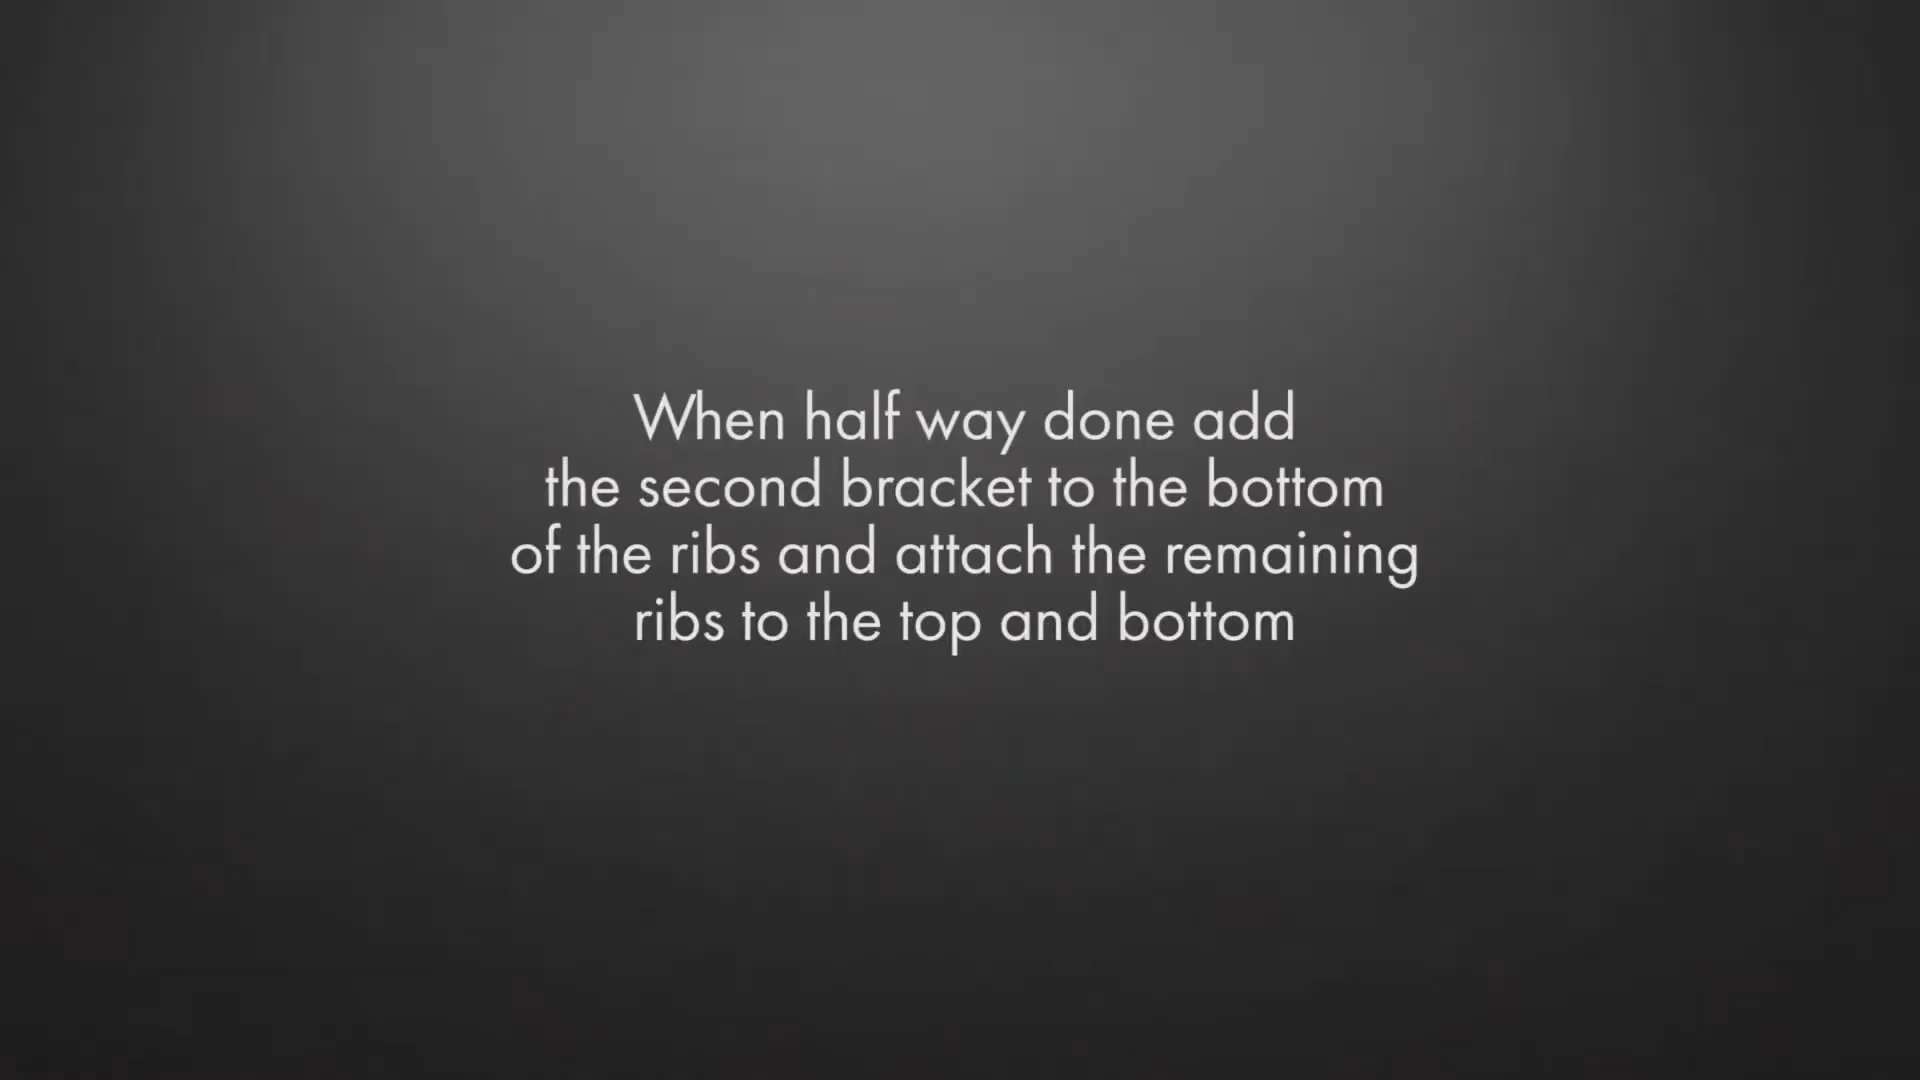 When half way done add
the second bracket to the bottom
of the ribs and attach the remaining
ribs to the top and bottom